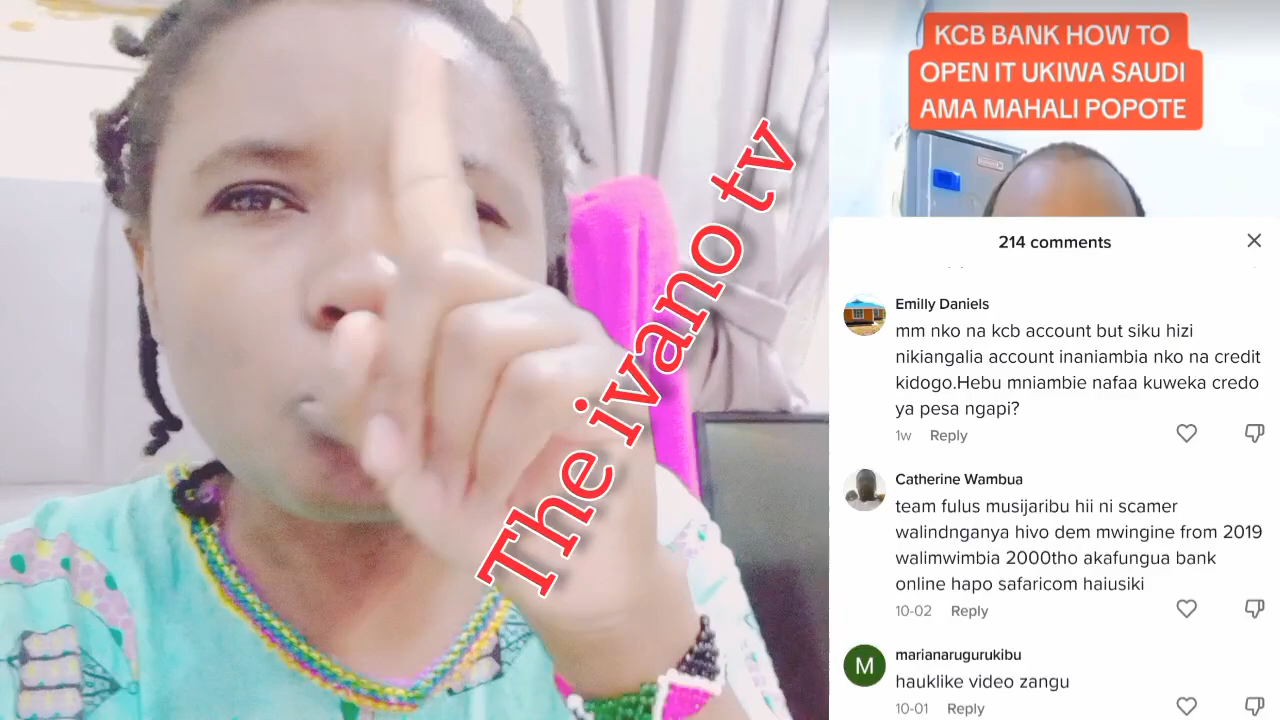 The ivano tv
KCB BANK HOW TO
OPEN IT UKIWA SAUDI
AMA MAHALI POPOTE
214 comments
Emilly Daniels
mm nko na kcb account but siku hizi
nikiangalia account inaniambia nko na credit
kidogo.Hebu mniambie nafaa kuweka credo
ya pesa ngapi?
1w Reply
Catherine Wambua
team fulus musijaribu hii ni scamer
walindnganya hivo dem mwingine from 2019
walimwimbia 2000tho akafungua bank
online hapo safaricom haiusiki
10-02 Reply
M
marianarugurukibu
hauklike video zangu
10-01 Reply